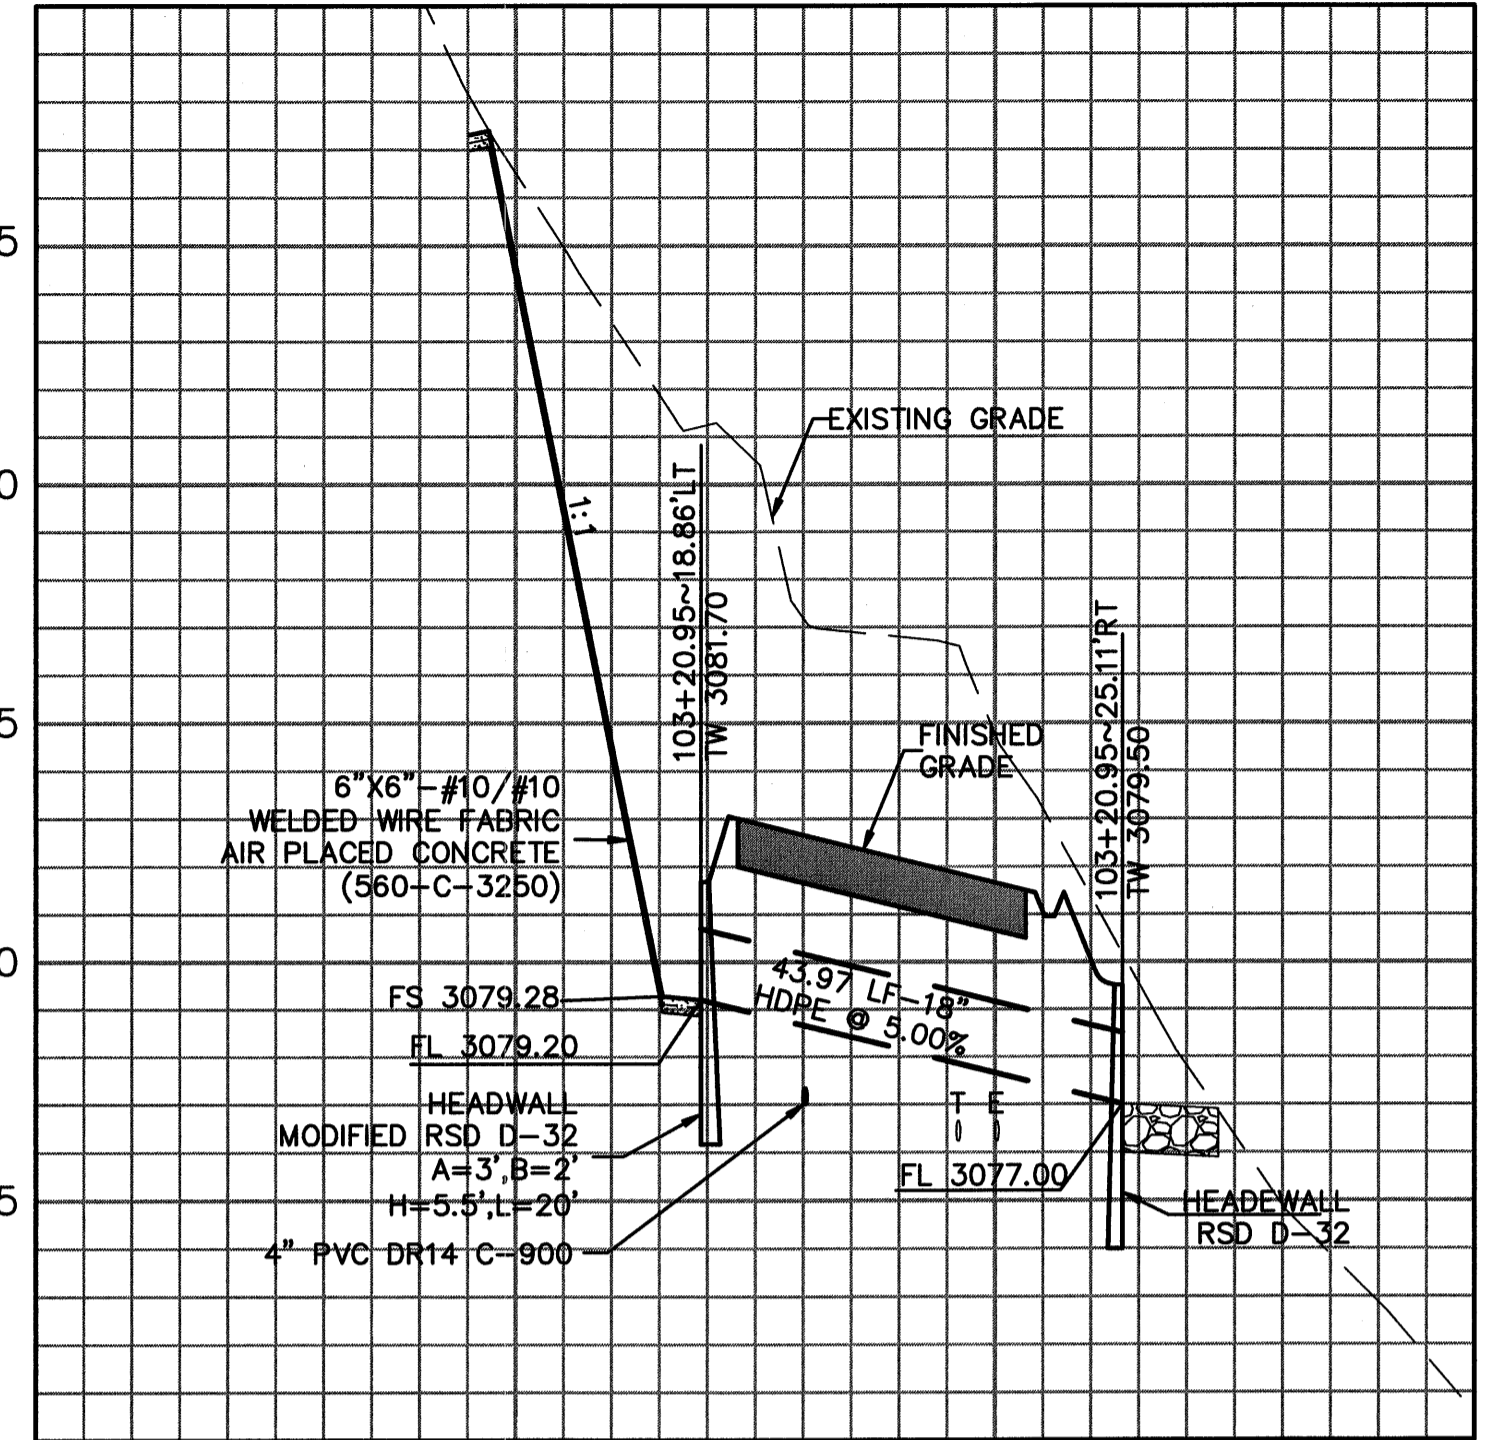 5
EXISTING GRADE
0
1:1
103+20.95~18.86'LT
TW 3081.70
103+20.95~25.11'RT
TW 3079.50
5
FINISHED
GRADE
6"X6"-#10/#10
WELDED WIRE FABRIC
AIR PLACED CONCRETE
(560-C-3250)
0
43.97 LF-18"
HDPE @ 5.00%
FS 3079.28
FL 3079.20
T E
HEADWALL
MODIFIED RSD D-32
A=3',B=2'
H=5.5',L=20'
FL 3077.00
5
HEADEWALL
RSD D-32
4" PVC DR14 C-900